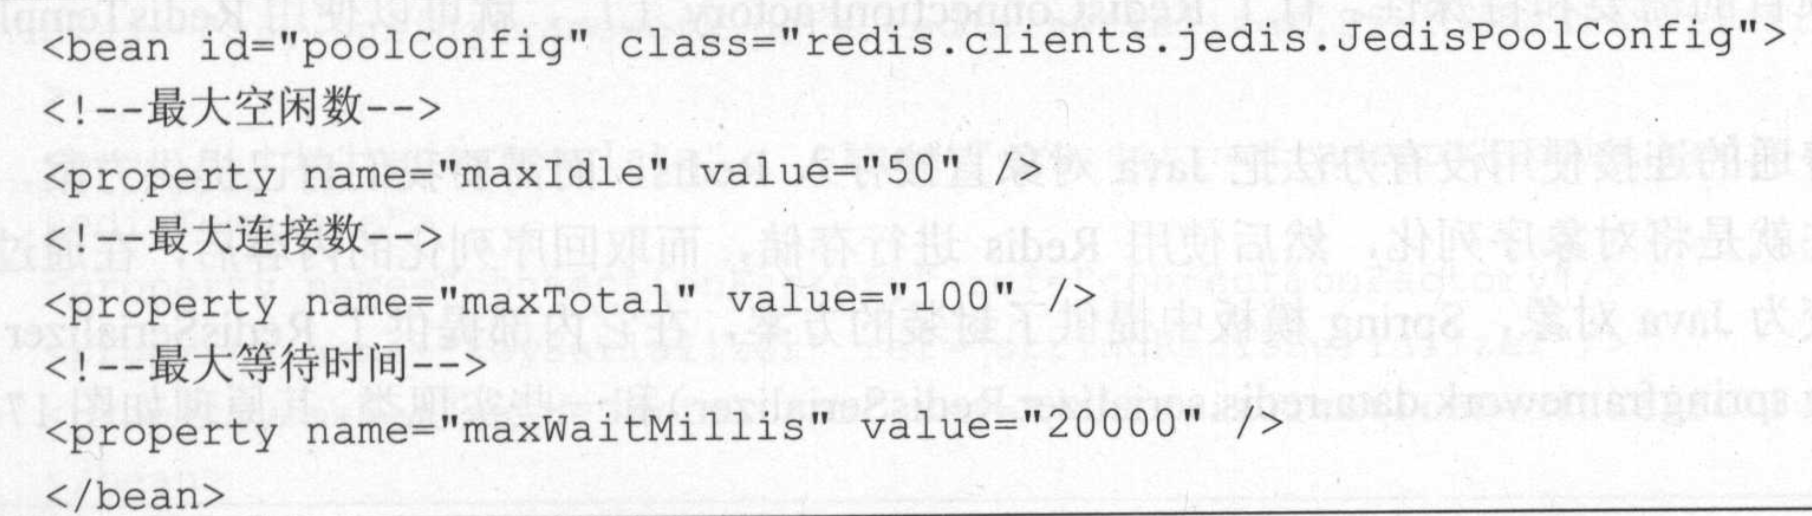 <bean id="poolConfig" class="redis.clients.jedis.JedisPoolConfig">
<!--最大空闲数-->
<property name="maxIdle" value="50" />
<!--最大连接数-->
<property name="maxTotal" value="100" />
<!--最大等待时间-->
<property name="maxWaitMillis" value="20000" />
</bean>